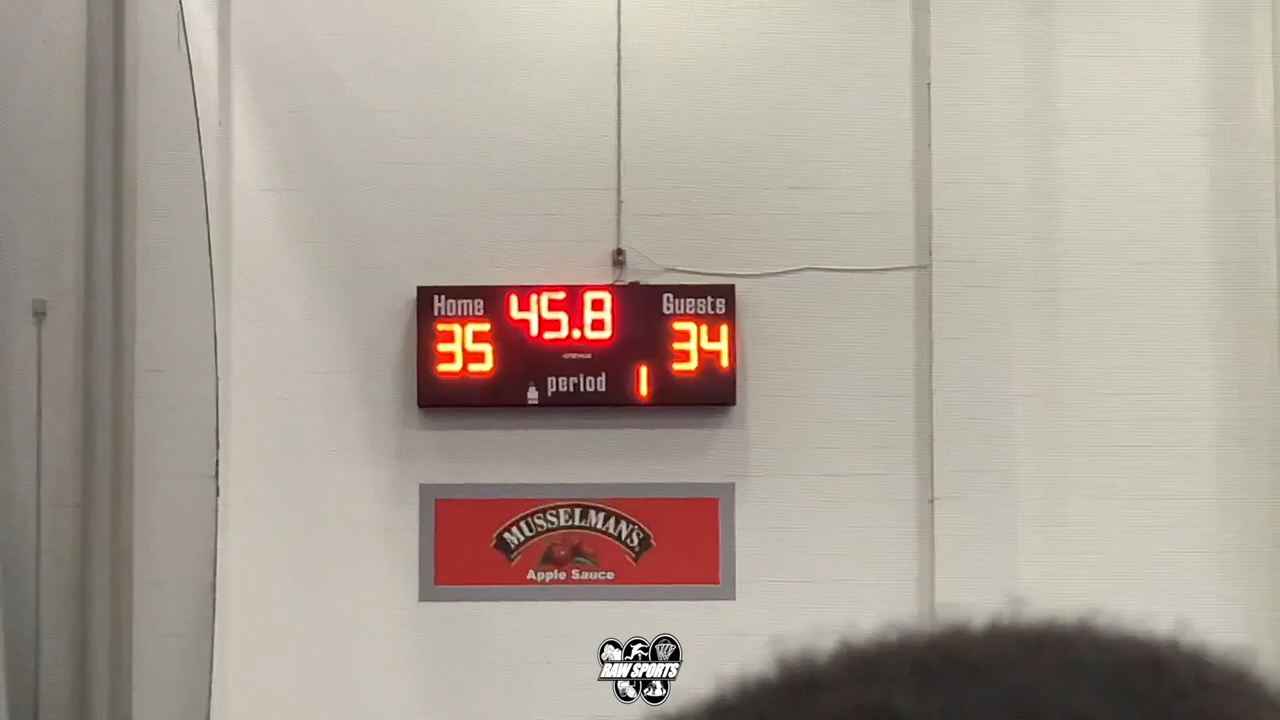 Home
45.8
Guests
35
34
period
1
MUSSELMAN'S
Apple Sauce
RAW SPORTS